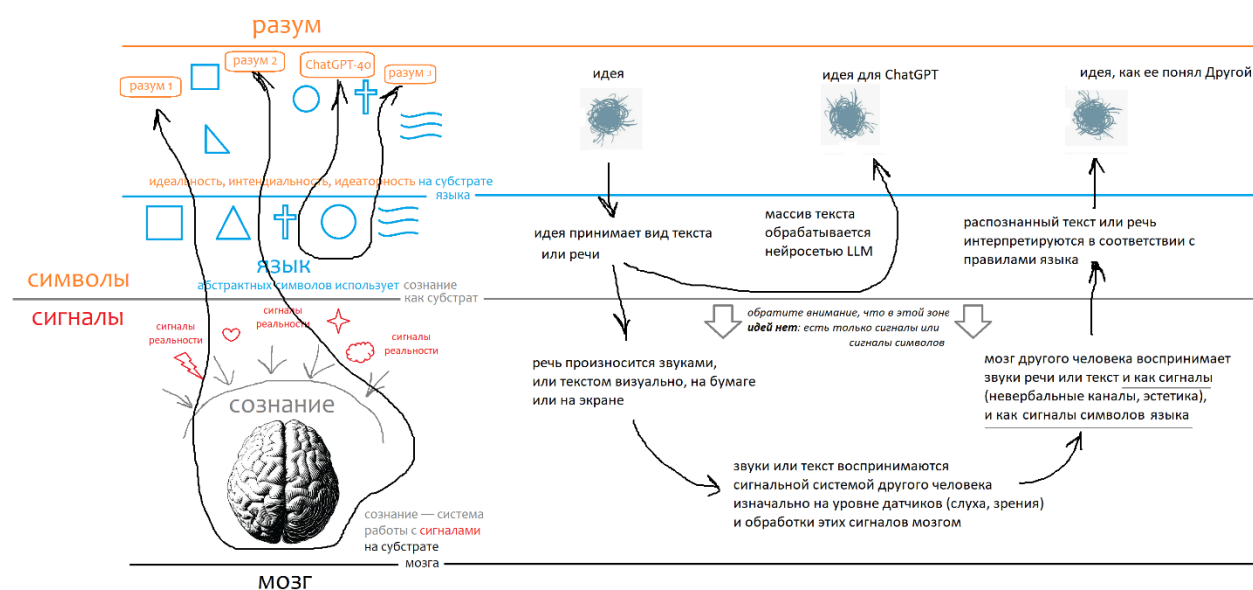 разум
разум 1
разум 2
ChatGPT-4o
разум 3
идеальность, интенциальность, идеаторность на субстрате
языка
язык
абстрактных символов использует сознание
как субстрат
символы
сигналы
сигналы
реальности
сигналы
реальности
сигналы
реальности
сознание
сознание — система
работы с сигналами
на субстрате
мозга
мозг
идея
идея принимает вид текста
или речи
речь произносится звуками,
или текстом визуально, на бумаге
или на экране
звуки или текст воспринимаются
сигнальной системой другого человека
изначально на уровне датчиков (слуха, зрения)
и обработки этих сигналов мозгом
идея для ChatGPT
массив текста
обрабатывается
нейросетью LLM
обратите внимание, что в этой зоне
идей нет: есть только сигналы или
сигналы символов
идея, как ее понял Другой
распознанный текст или речь
интерпретируются в соответствии с
правилами языка
мозг другого человека воспринимает
звуки речи или текст и как сигналы
(невербальные каналы, эстетика),
и как сигналы символов языка